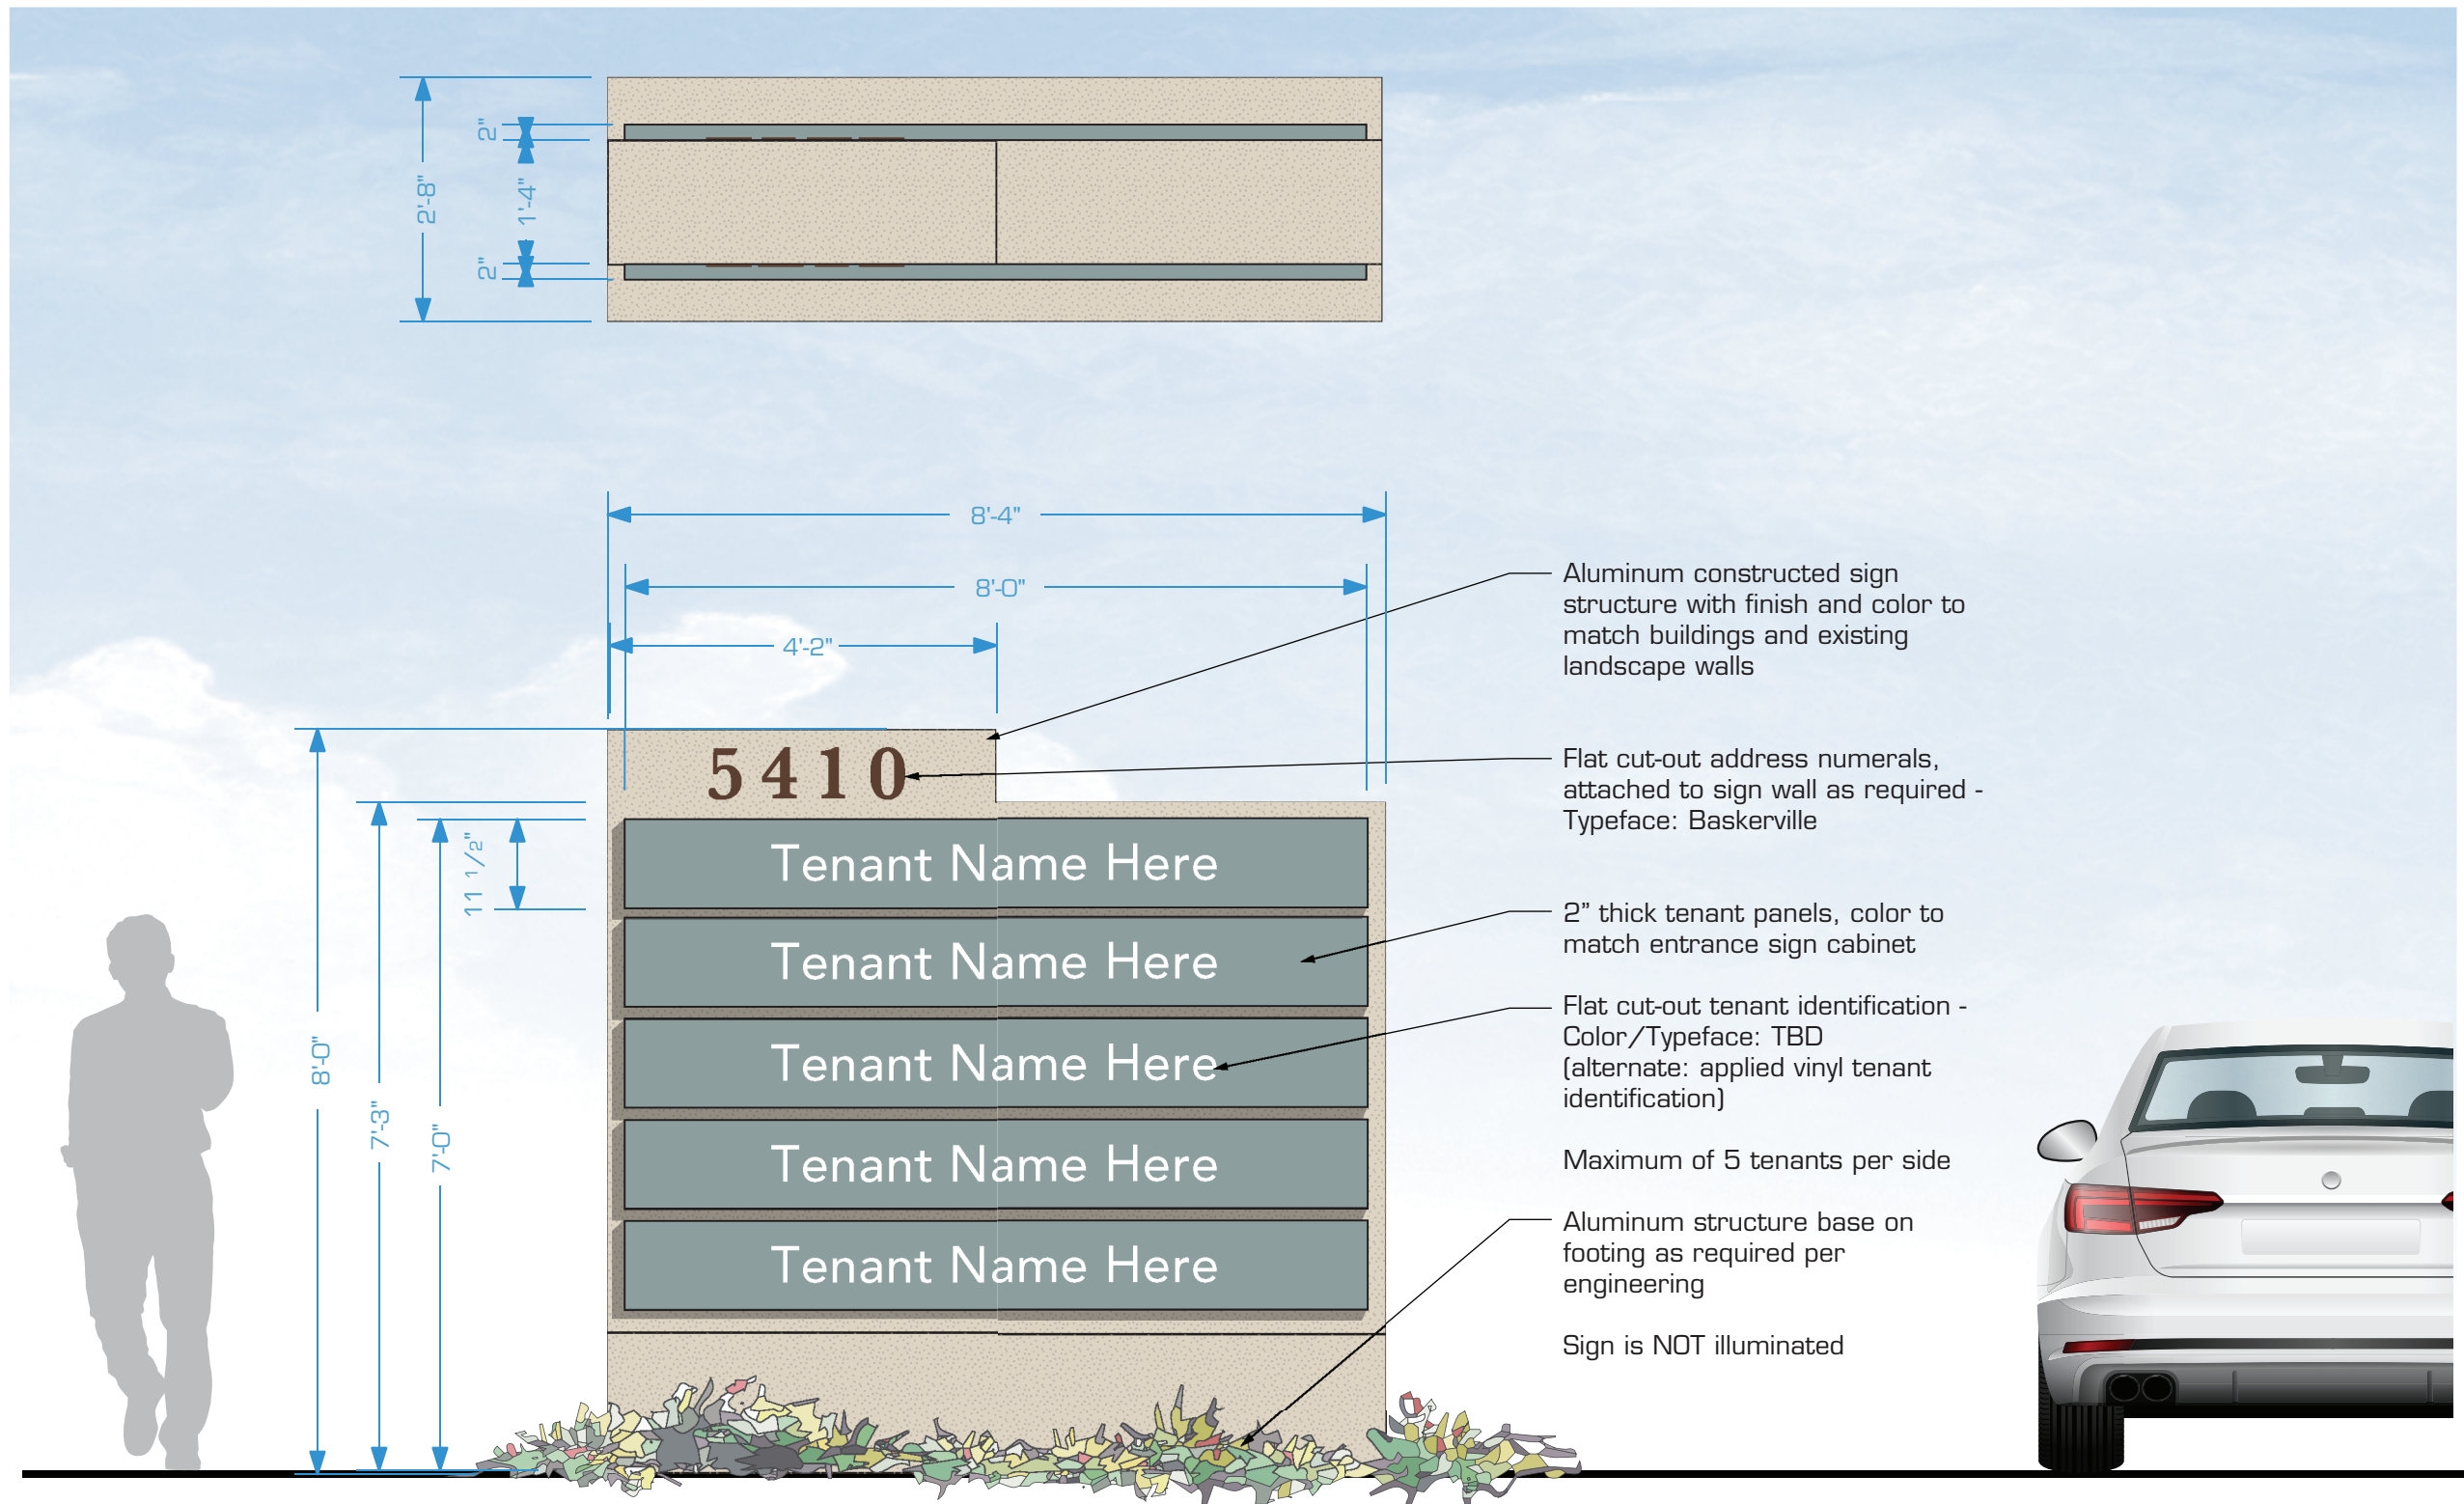 2'-8"
2"
1'-4"
2"
8'-4"
8'-0"
4'-2"
5410
8'-0"
7'-3"
7'-0"
11 1/2"
Tenant Name Here
Tenant Name Here
Tenant Name Here
Tenant Name Here
Tenant Name Here
Aluminum constructed sign
structure with finish and color to
match buildings and existing
landscape walls
Flat cut-out address numerals,
attached to sign wall as required -
Typeface: Baskerville
2” thick tenant panels, color to
match entrance sign cabinet
Flat cut-out tenant identification -
Color/Typeface: TBD
(alternate: applied vinyl tenant
identification)
Maximum of 5 tenants per side
Aluminum structure base on
footing as required per
engineering
Sign is NOT illuminated